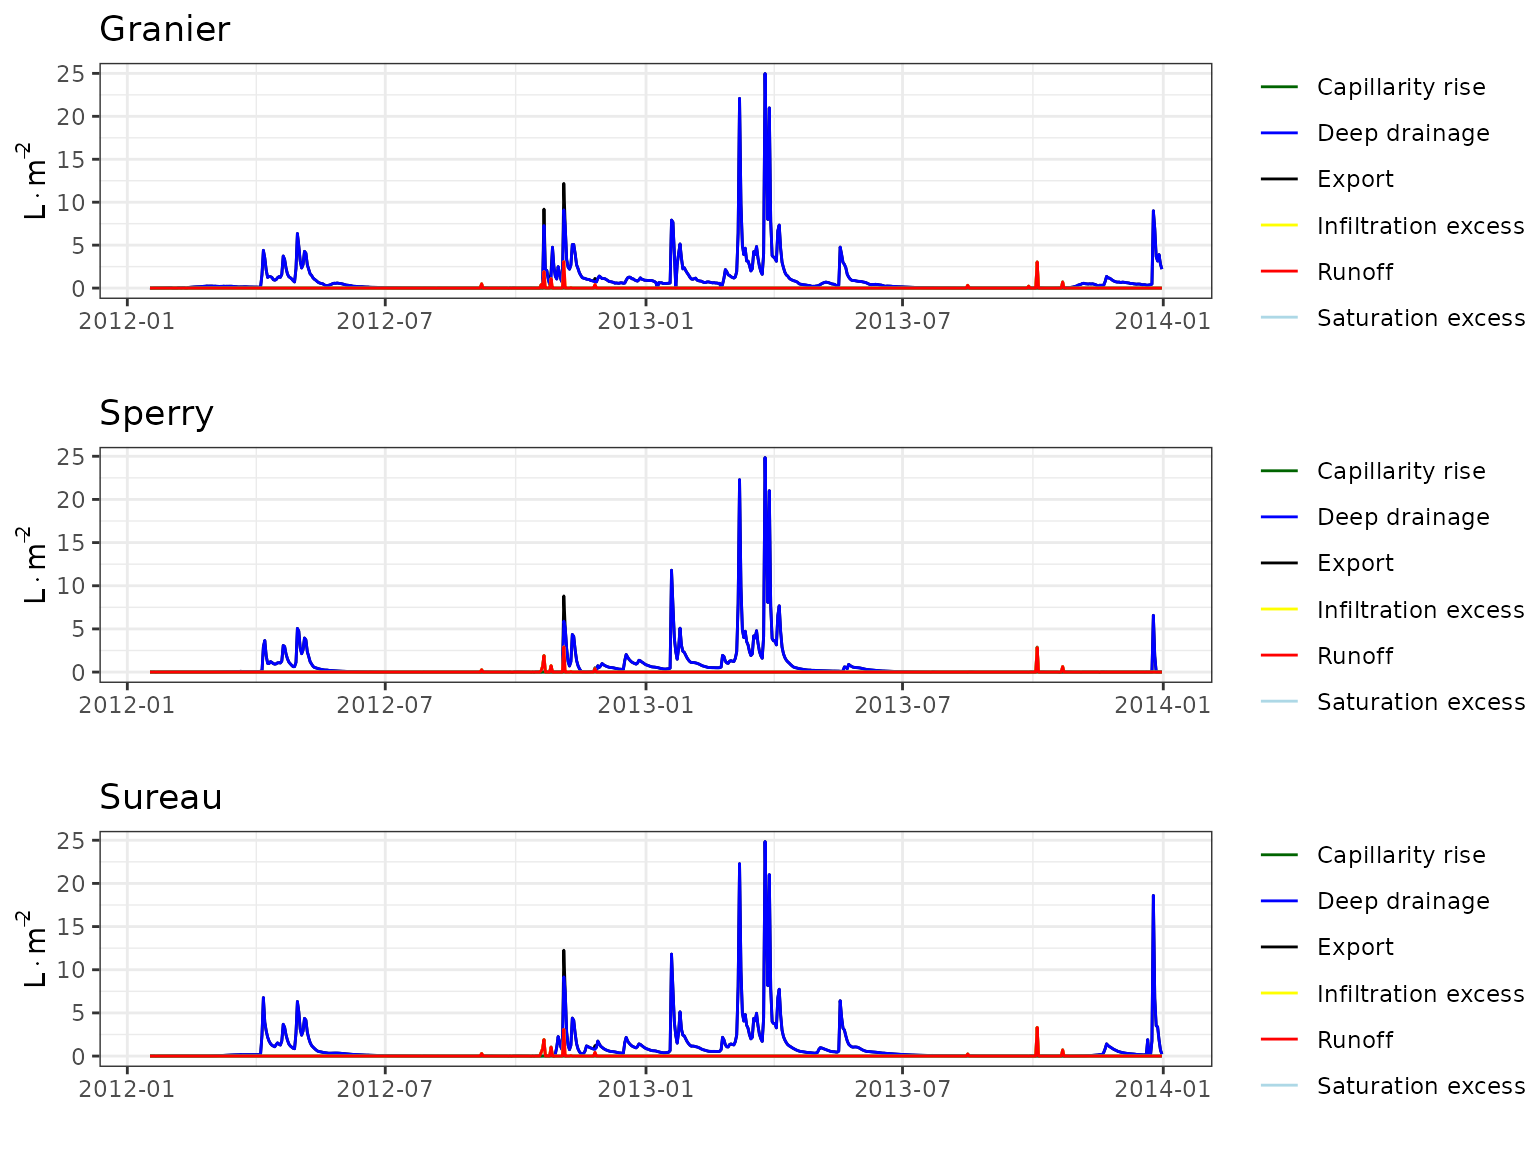 Granier
25
20
15
10
5
0
L · m⁻²
2012-01 2012-07 2013-01 2013-07 2014-01
Capillarity rise
Deep drainage
Export
Infiltration excess
Runoff
Saturation excess
Sperry
25
20
15
10
5
0
L · m⁻²
2012-01 2012-07 2013-01 2013-07 2014-01
Capillarity rise
Deep drainage
Export
Infiltration excess
Runoff
Saturation excess
Sureau
25
20
15
10
5
0
L · m⁻²
2012-01 2012-07 2013-01 2013-07 2014-01
Capillarity rise
Deep drainage
Export
Infiltration excess
Runoff
Saturation excess